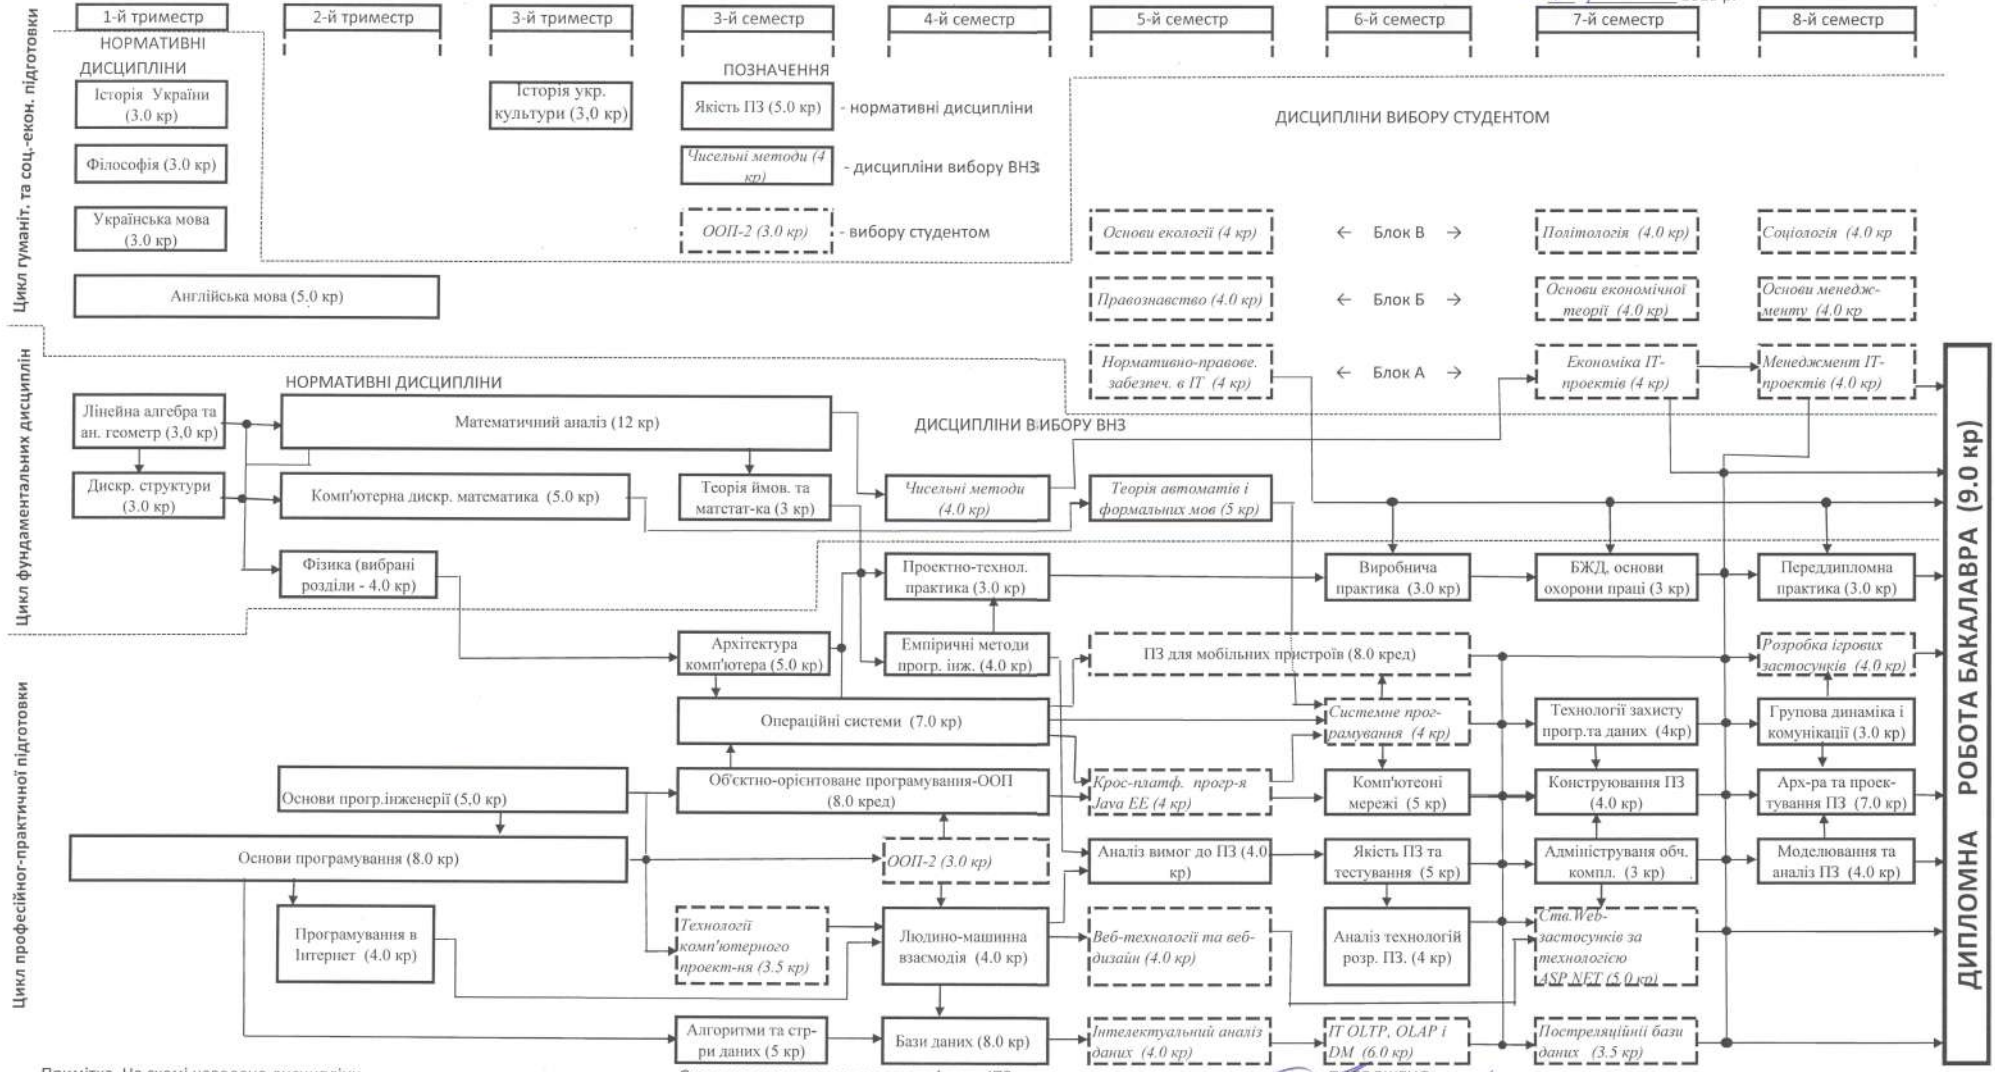 1-й триместр
2-й триместр
3-й триместр
3-й семестр
4-й семестр
5-й семестр
6-й семестр
7-й семестр
8-й семестр
Цикл гуманіт. та соц.-екон. підготовки
НОРМАТИВНІ
ДИСЦИПЛІНИ
Історія України
(3.0 кр)
Філософія (3.0 кр)
Українська мова
(3.0 кр)
Англійська мова (5.0 кр)
Історія укр.
культури (3,0 кр)
ПОЗНАЧЕННЯ
Якість ПЗ (5.0 кр)
- нормативні дисципліни
Чисельні методи (4
кр)
- дисципліни вибору ВНЗ:
ООП-2 (3.0 кр)
- вибору студентом
ДИСЦИПЛІНИ ВИБОРУ СТУДЕНТОМ
Основи екології (4 кр)
← Блок В →
Політологія (4.0 кр)
Соціологія (4.0 кр
Правознавство (4.0 кр)
← Блок Б →
Основи економічної
теорії (4.0 кр)
Основи менедж-
менту (4.0 кр
Нормативно-правове.
забезпеч. в ІТ (4 кр)
← Блок А →
Економіка ІТ-
проектів (4 кр)
Менеджмент ІТ-
проектів (4.0 кр)
Цикл фундаментальних дисциплін
НОРМАТИВНІ ДИСЦИПЛІНИ
ДИСЦИПЛІНИ ВИБОРУ ВНЗ
Лінейна алгебра та
ан. геометр (3,0 кр)
Математичний аналіз (12 кр)
Дискр. структури
(3.0 кр)
Комп'ютерна дискр. математика (5.0 кр)
Теорія ймов. та
матстат-ка (3 кр)
Чисельні методи
(4.0 кр)
Теорія автоматів і
формальних мов (5 кр)
Фізика (вибрані
розділи - 4.0 кр)
Проектно-технол.
практика (3.0 кр)
Виробнича
практика (3.0 кр)
БЖД, основи
охорони праці (3 кр)
Переддипломна
практика (3.0 кр)
Цикл професійног-практичної підготовки
Архітектура
комп'ютера (5.0 кр)
Емпіричні методи
прогр. інж. (4.0 кр)
ПЗ для мобільних пристроїв (8.0 кред)
Розробка ігрових
застосунків (4.0 кр)
Операційні системи (7.0 кр)
Системне прог-
рамування (4 кр)
Технології захисту
прогр.та даних (4кр)
Групова динаміка і
комунікації (3.0 кр)
Основи прогр.інженерії (5,0 кр)
Об'єктно-орієнтоване програмування-ООП
(8.0 кред)
Крос-платф. прогр-я
Java EE (4 кр)
Комп'ютеоні
мережі (5 кр)
Конструювання ПЗ
(4.0 кр)
Арх-ра та проек-
тування ПЗ (7.0 кр)
Основи програмування (8.0 кр)
ООП-2 (3.0 кр)
Аналіз вимог до ПЗ (4.0
кр)
Якість ПЗ та
тестування (5 кр)
Адмініструваня обч.
компл. (3 кр)
Моделювання та
аналіз ПЗ (4.0 кр)
Програмування в
Інтернет (4.0 кр)
Технології
комп'ютерного
проект-ня (3.5 кр)
Людино-машинна
взаємодія (4.0 кр)
Веб-технології та веб-
дизайн (4.0 кр)
Аналіз технологій
розр. ПЗ. (4 кр)
Ств.Web-
застосунків за
технологією
ASP.NET (5.0 кр)
Алгоритми та стр-
ри даних (5 кр)
Бази даних (8.0 кр)
Інтелектуальний аналіз
даних (4.0 кр)
ІТ OLTP, OLAP і
DM (6.0 кр)
Постреляційніі бази
даних (3.5 кр)
ДИПЛОМНА РОБОТА БАКАЛАВРА (9.0 кр)